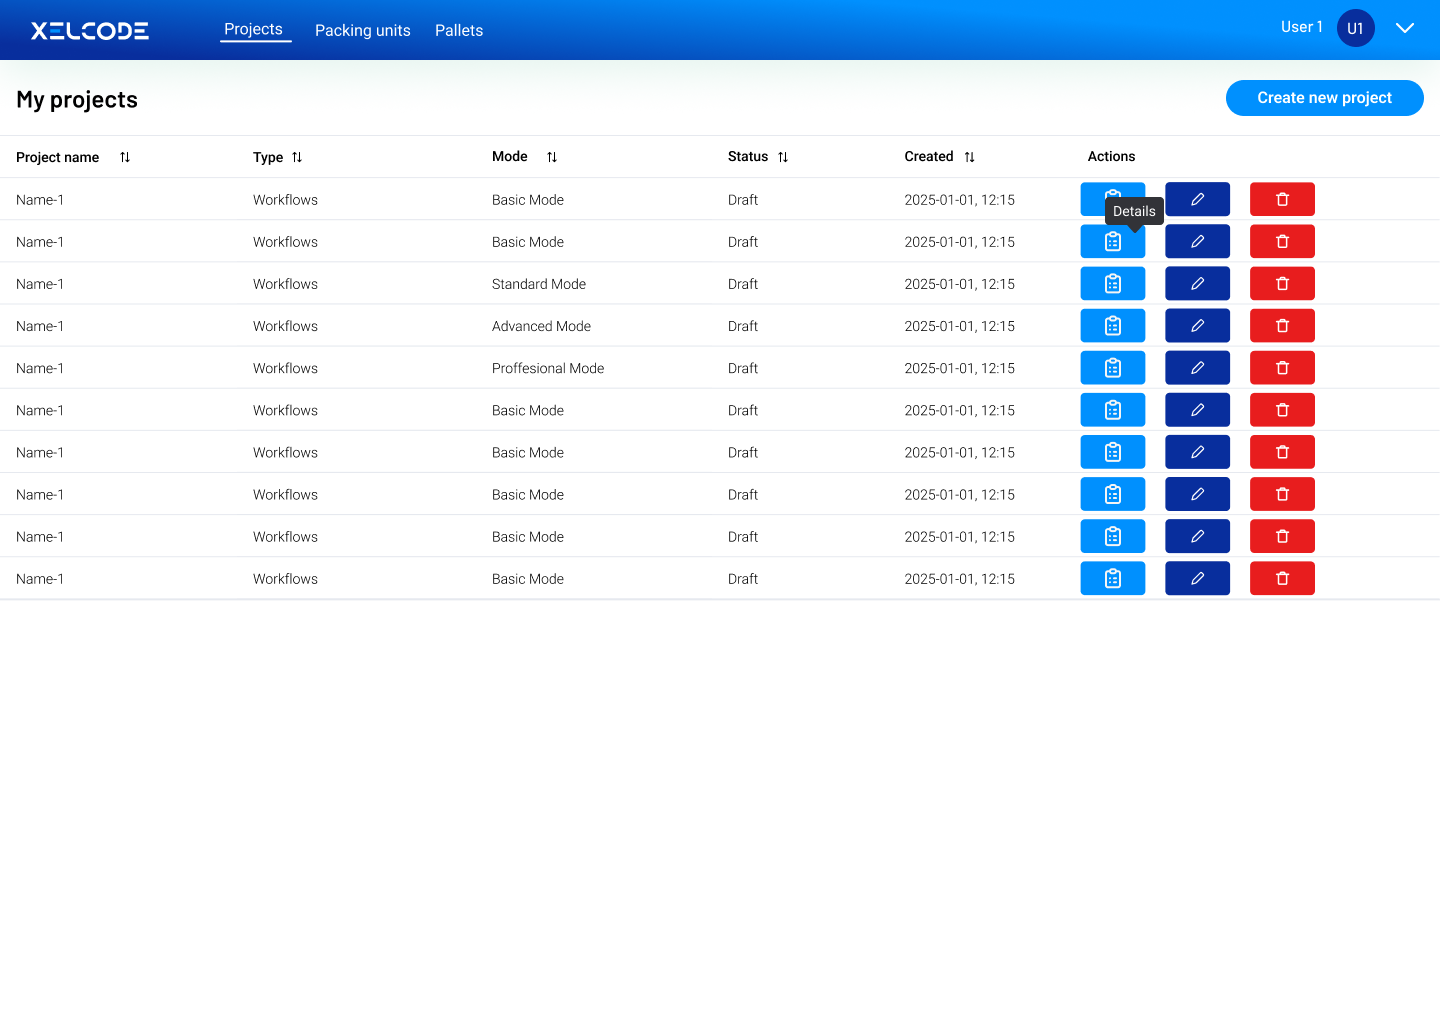 XELCODE Projects Packing units Pallets User 1 U1
My projects Create new project
Project name Type Mode Status Created Actions
Name-1 Workflows Basic Mode Draft 2025-01-01, 12:15
Details
Name-1 Workflows Basic Mode Draft 2025-01-01, 12:15
Name-1 Workflows Standard Mode Draft 2025-01-01, 12:15
Name-1 Workflows Advanced Mode Draft 2025-01-01, 12:15
Name-1 Workflows Proffesional Mode Draft 2025-01-01, 12:15
Name-1 Workflows Basic Mode Draft 2025-01-01, 12:15
Name-1 Workflows Basic Mode Draft 2025-01-01, 12:15
Name-1 Workflows Basic Mode Draft 2025-01-01, 12:15
Name-1 Workflows Basic Mode Draft 2025-01-01, 12:15
Name-1 Workflows Basic Mode Draft 2025-01-01, 12:15